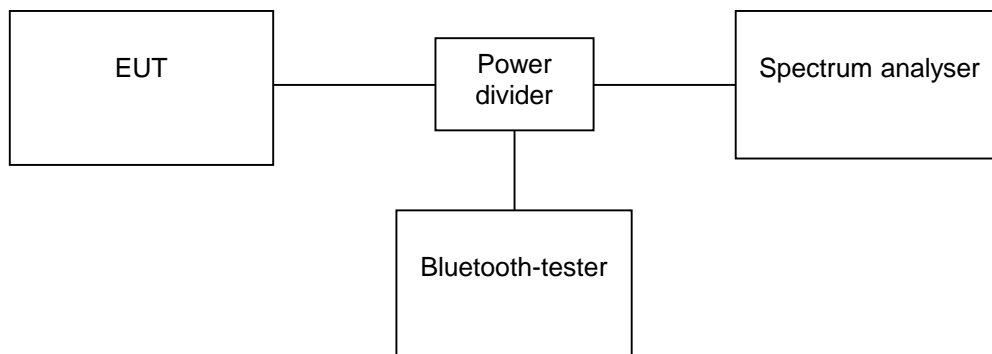 EUT
Power
divider
Spectrum analyser
Bluetooth-tester